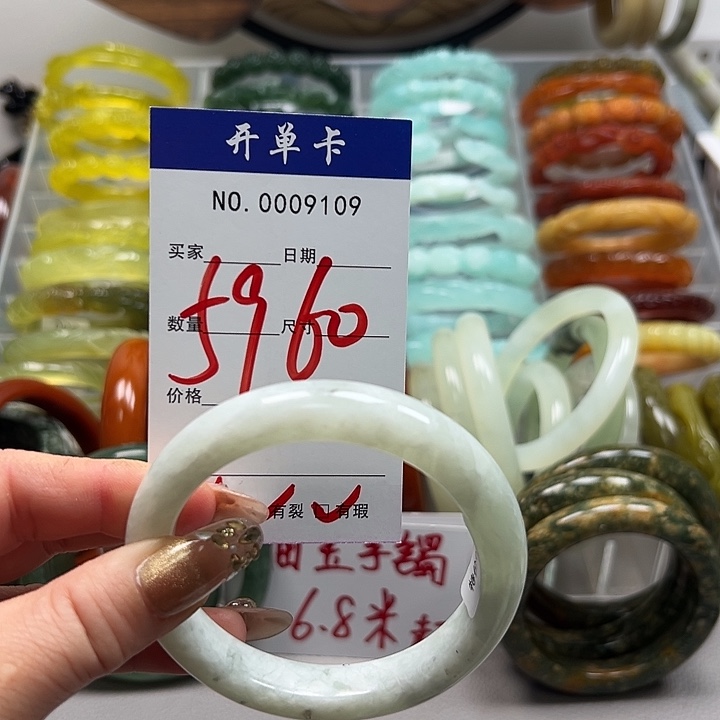 开单卡
NO.0009109
买家 日期
5960
数量 尺寸
价格
有裂 有瑕
玉手镯
6.8米